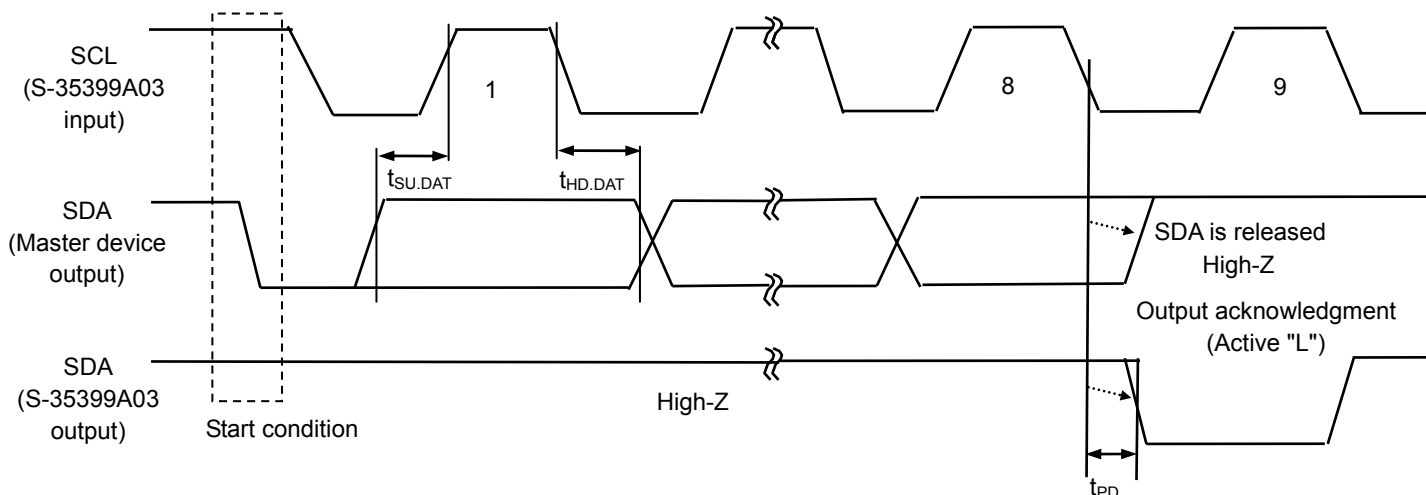 SCL
(S-35399A03
input)
1
8
9
tSU.DAT
tHD.DAT
SDA
(Master device
output)
SDA is released
High-Z
Output acknowledgment
(Active "L")
SDA
(S-35399A03
output)
High-Z
Start condition
tPD